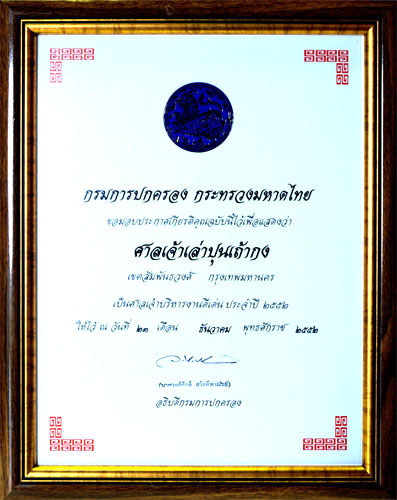 กรมการปกครอง กระทรวงมหาดไทย
ขอมอบประกาศเกียรติคุณฉบับนี้ไว้เพื่อแสดงว่า
ศาลเจ้าเล่าปุนเถ้ากง
เขตสัมพันธวงศ์ กรุงเทพมหานคร
เป็นศาลเจ้าบริหารงานดีเด่น ประจำปี ๒๕๕๒
ให้ไว้ ณ วันที่ ๒๓ เดือน ธันวาคม พุทธศักราช ๒๕๕๒
อธิบดีกรมการปกครอง